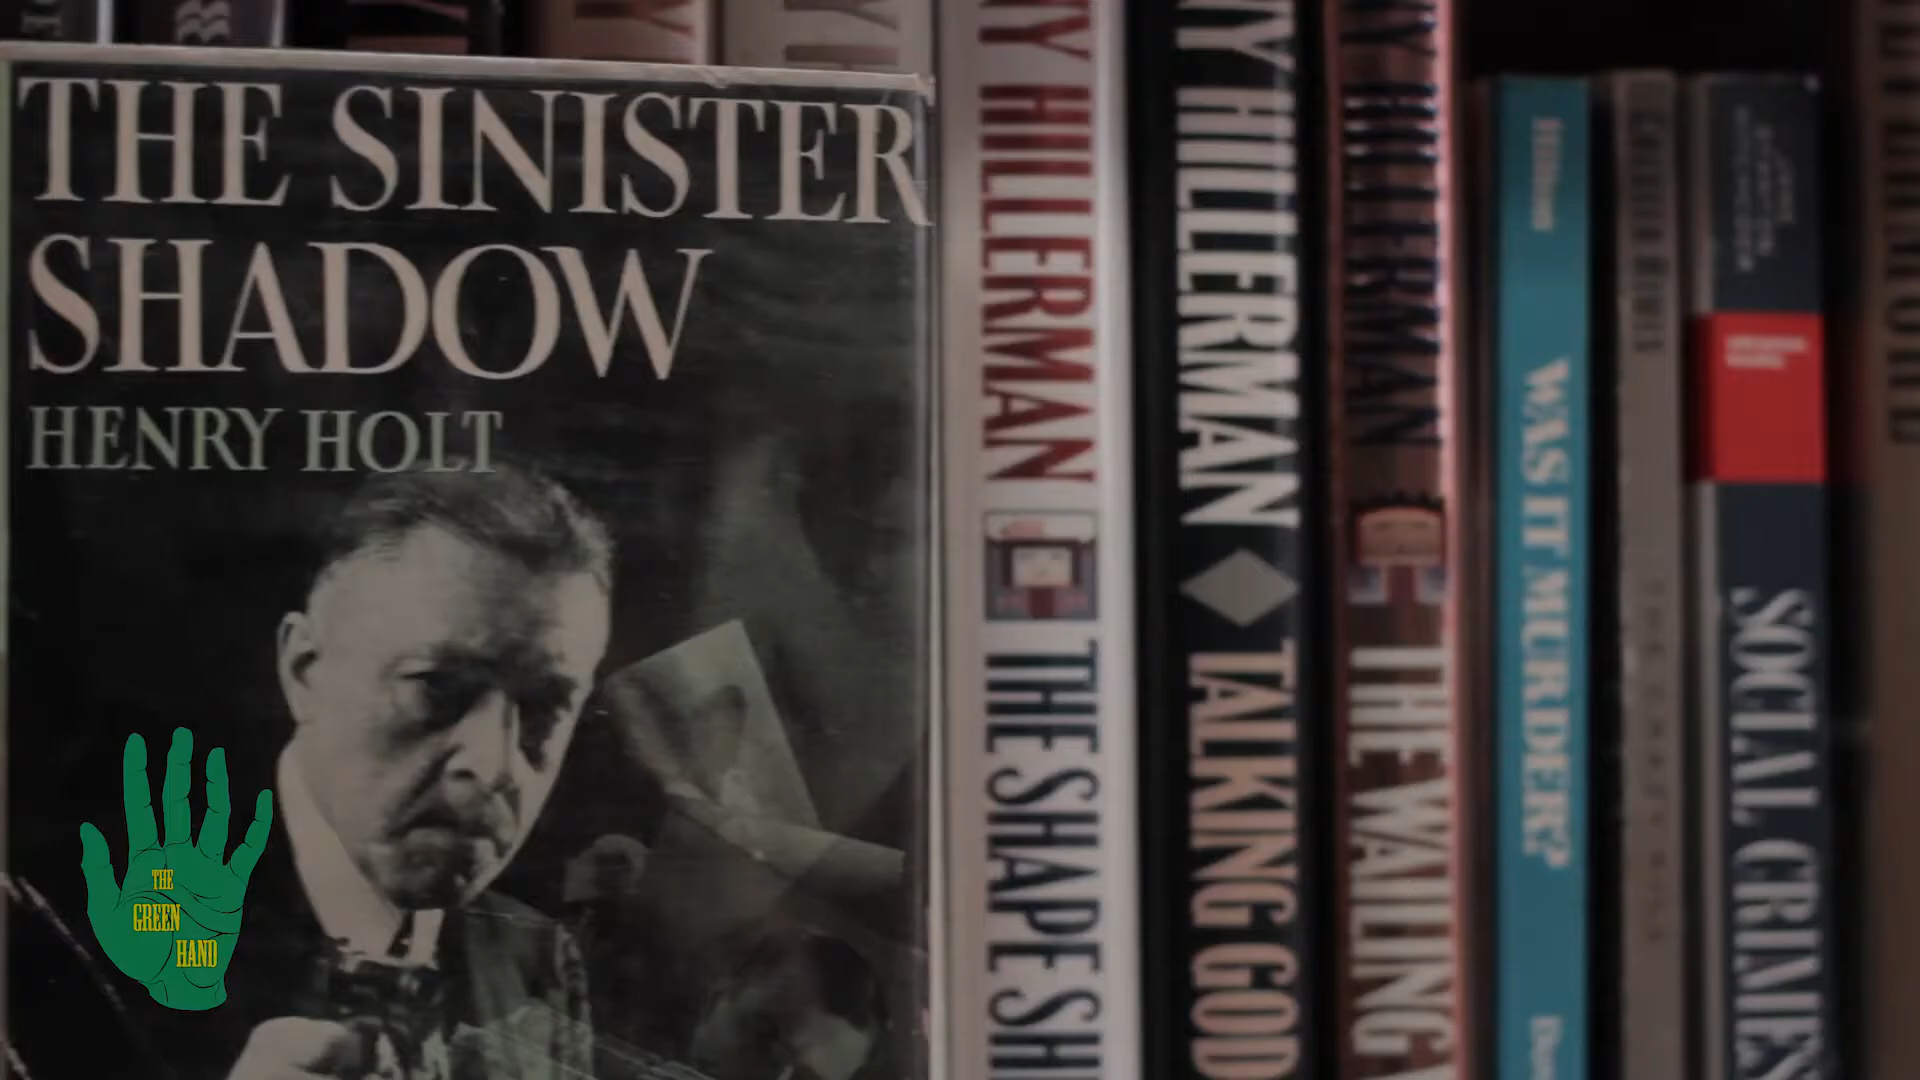 THE SINISTER
SHADOW
HENRY HOLT
THE
GREEN
HAND
HILLERMAN THE SHAPE SH
HILLERMAN TALKING GOD
HILLERMAN THE WAILING
Hilton WAS IT MURDER?
SOCIAL CRIMES